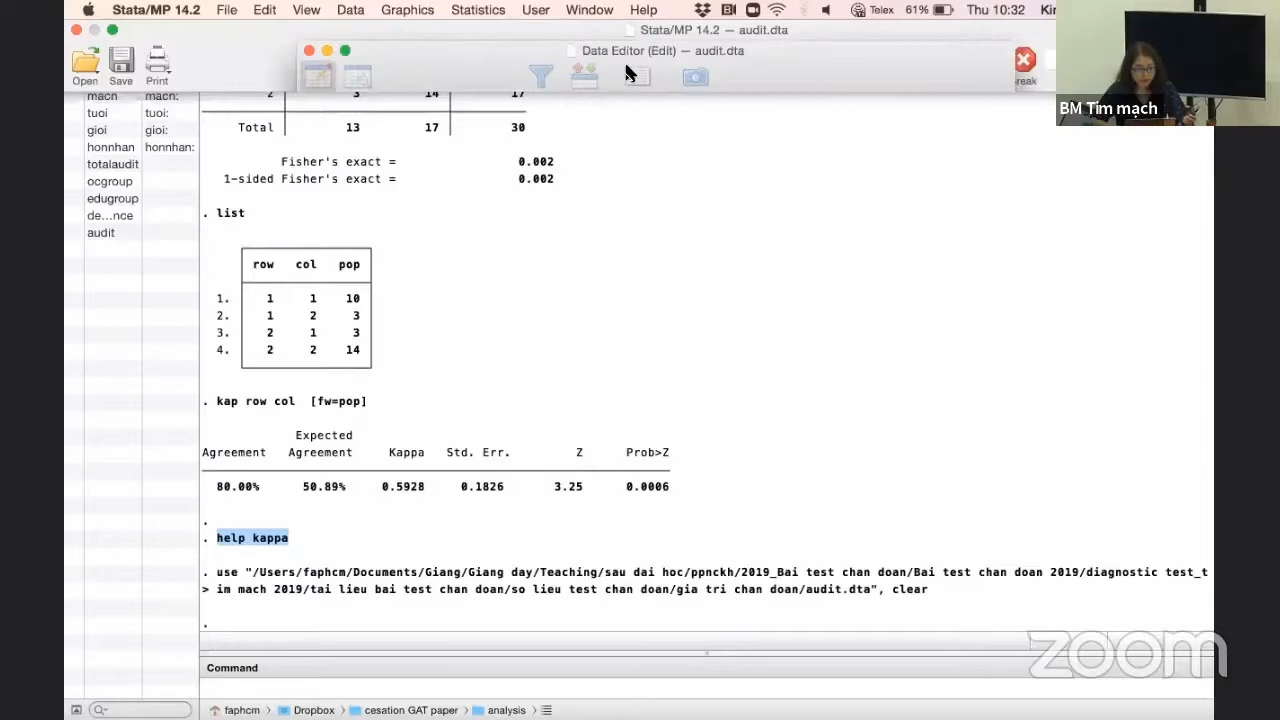 Stata/MP 14.2 File Edit View Data Graphics Statistics User Window Help Telex 61% Thu 10:32
Stata/MP 14.2 — audit.dta
Data Editor (Edit) — audit.dta
Open Save Print
BM Tim mạch
mach mach:
tuoi tuoi:
gioi gioi:
honnhan honnhan:
totalaudit
ocgroup
edugroup
de...nce
audit
2 3 14 17
Total 13 17 30
Fisher's exact = 0.002
1-sided Fisher's exact = 0.002
. list
row col pop
1. 1 1 10
2. 1 2 3
3. 2 1 3
4. 2 2 14
. kap row col [fw=pop]
Expected
Agreement Agreement Kappa Std. Err. Z Prob>Z
80.00% 50.89% 0.5928 0.1826 3.25 0.0006
.
. help kappa
. use "/Users/faphcm/Documents/Giang/Giang day/Teaching/sau dai hoc/ppnckh/2019_Bai test chan doan/Bai test chan doan 2019/diagnostic test_t
> im mach 2019/tai lieu bai test chan doan/so lieu test chan doan/gia tri chan doan/audit.dta", clear
.
zoom
Command
faphcm Dropbox cesation GAT paper analysis